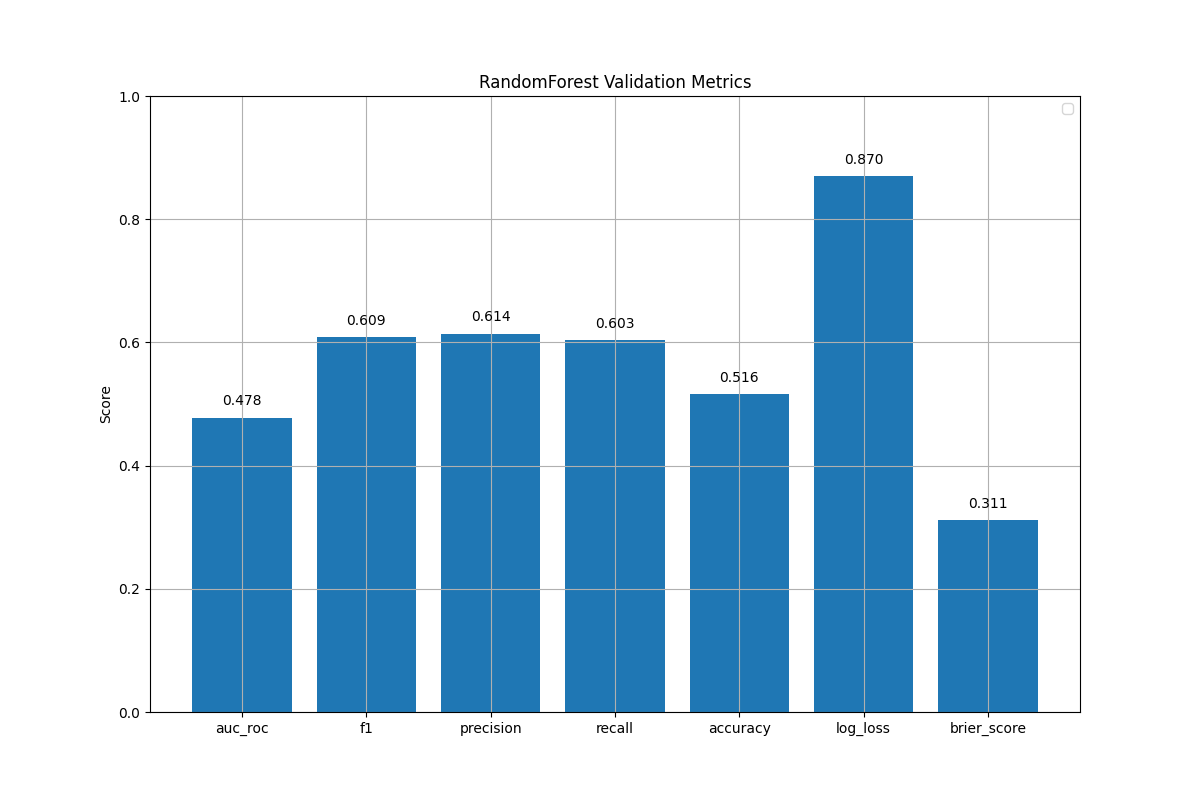 RandomForest Validation Metrics
1.0
0.8
0.6
0.4
0.2
0.0
Score
0.478
0.609
0.614
0.603
0.516
0.870
0.311
auc_roc
f1
precision
recall
accuracy
log_loss
brier_score